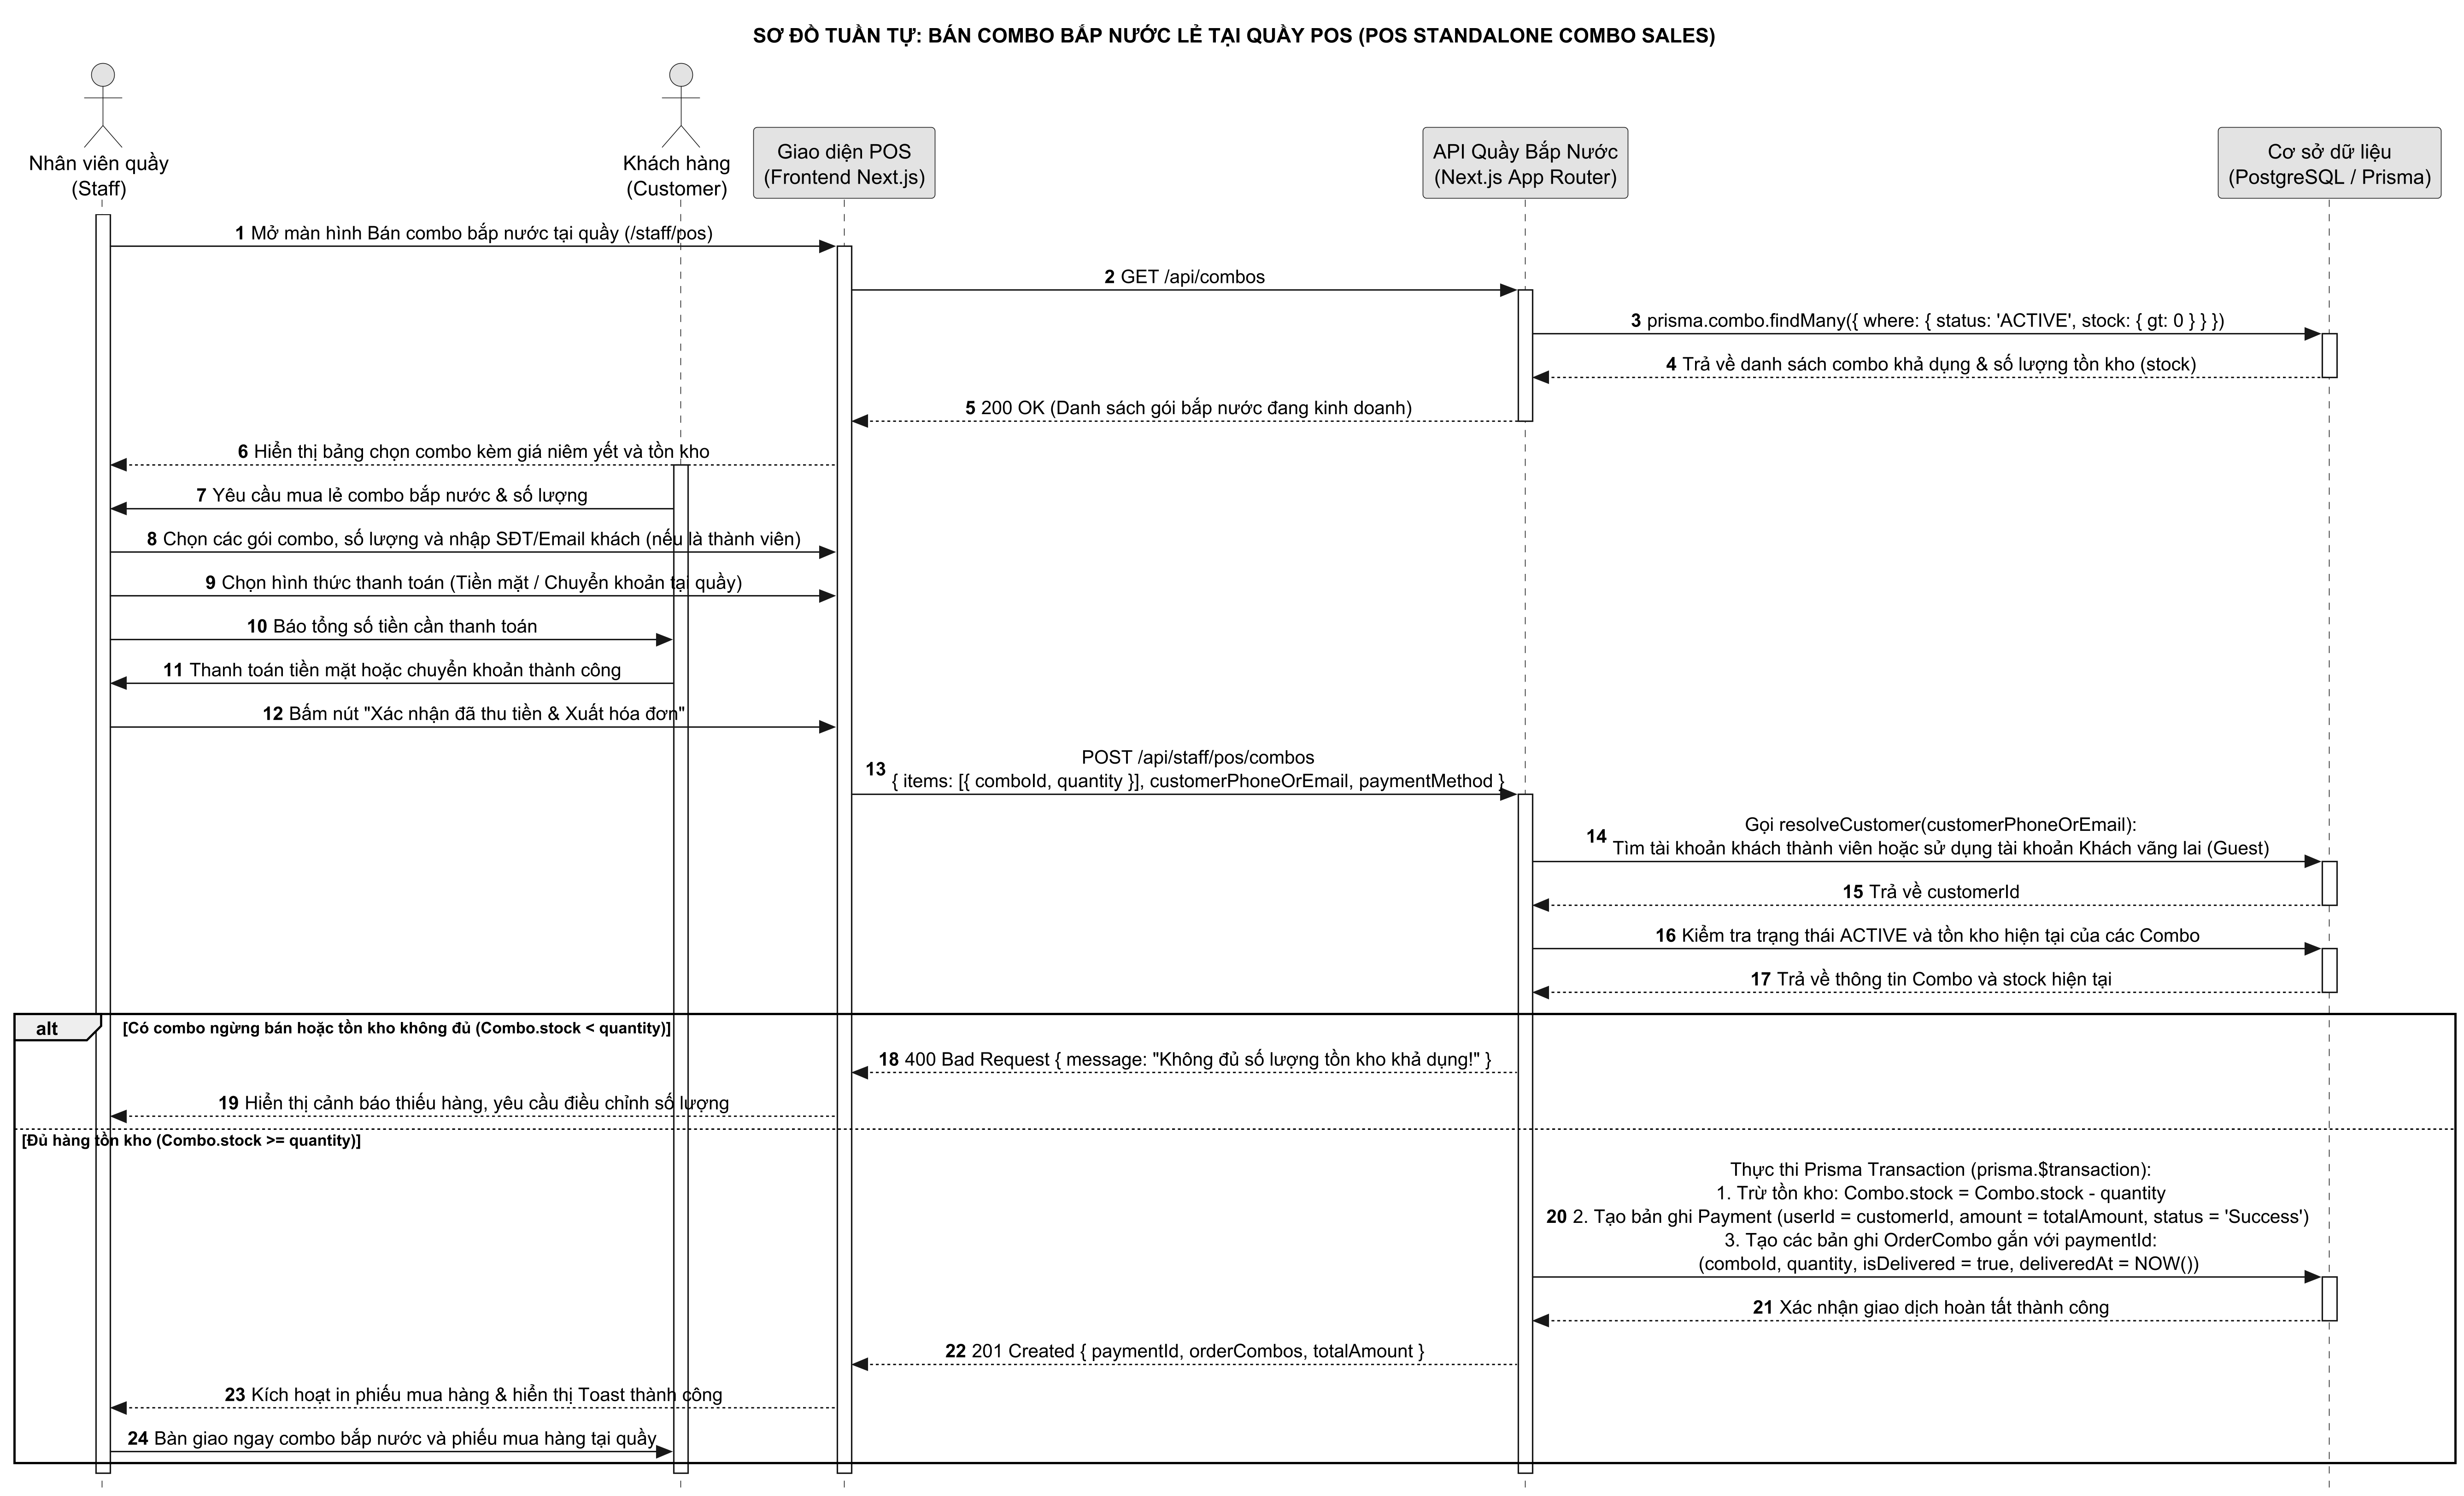 SƠ ĐỒ TUẦN TỰ: BÁN COMBO BẮP NƯỚC LẺ TẠI QUẦY POS (POS STANDALONE COMBO SALES)
Nhân viên quầy
(Staff)
Khách hàng
(Customer)
Giao diện POS
(Frontend Next.js)
API Quầy Bắp Nước
(Next.js App Router)
Cơ sở dữ liệu
(PostgreSQL / Prisma)
1 Mở màn hình Bán combo bắp nước tại quầy (/staff/pos)
2 GET /api/combos
3 prisma.combo.findMany({ where: { status: 'ACTIVE', stock: { gt: 0 } } })
4 Trả về danh sách combo khả dụng & số lượng tồn kho (stock)
5 200 OK (Danh sách gói bắp nước đang kinh doanh)
6 Hiển thị bảng chọn combo kèm giá niêm yết và tồn kho
7 Yêu cầu mua lẻ combo bắp nước & số lượng
8 Chọn các gói combo, số lượng và nhập SĐT/Email khách (nếu là thành viên)
9 Chọn hình thức thanh toán (Tiền mặt / Chuyển khoản tại quầy)
10 Báo tổng số tiền cần thanh toán
11 Thanh toán tiền mặt hoặc chuyển khoản thành công
12 Bấm nút "Xác nhận đã thu tiền & Xuất hóa đơn"
POST /api/staff/pos/combos
13 { items: [{ comboId, quantity }], customerPhoneOrEmail, paymentMethod }
Gọi resolveCustomer(customerPhoneOrEmail):
14 Tìm tài khoản khách thành viên hoặc sử dụng tài khoản Khách vãng lai (Guest)
15 Trả về customerId
16 Kiểm tra trạng thái ACTIVE và tồn kho hiện tại của các Combo
17 Trả về thông tin Combo và stock hiện tại
alt [Có combo ngừng bán hoặc tồn kho không đủ (Combo.stock < quantity)]
18 400 Bad Request { message: "Không đủ số lượng tồn kho khả dụng!" }
19 Hiển thị cảnh báo thiếu hàng, yêu cầu điều chỉnh số lượng
[Đủ hàng tồn kho (Combo.stock >= quantity)]
Thực thi Prisma Transaction (prisma.$transaction):
1. Trừ tồn kho: Combo.stock = Combo.stock - quantity
20 2. Tạo bản ghi Payment (userId = customerId, amount = totalAmount, status = 'Success')
3. Tạo các bản ghi OrderCombo gắn với paymentId:
(comboId, quantity, isDelivered = true, deliveredAt = NOW())
21 Xác nhận giao dịch hoàn tất thành công
22 201 Created { paymentId, orderCombos, totalAmount }
23 Kích hoạt in phiếu mua hàng & hiển thị Toast thành công
24 Bàn giao ngay combo bắp nước và phiếu mua hàng tại quầy